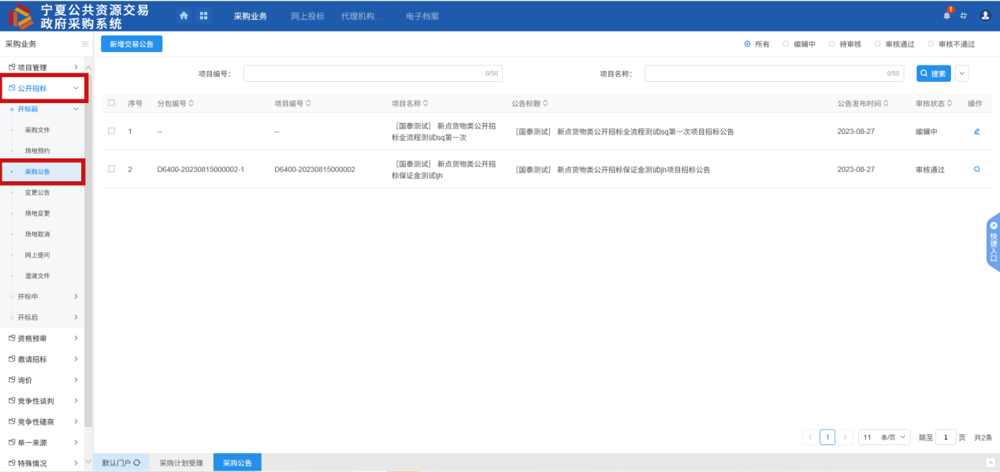 宁夏公共资源交易
政府采购系统
采购业务
网上投标
代理机构...
电子档案
1
采购业务
项目管理
公开招标
开标前
采购文件
场地预约
采购公告
变更公告
场地变更
场地取消
网上提问
澄清文件
开标中
开标后
资格预审
邀请招标
询价
竞争性谈判
竞争性磋商
单一来源
特殊情况
新增交易公告
所有 编辑中 待审核 审核通过 审核不通过
项目编号: 0/50 项目名称: 0/50 搜索
序号 分包编号 项目编号 项目名称 公告标题 公告发布时间 审核状态 操作
1 -- -- [国泰测试] 新点货物类公开招标全流程测试lsq第一次 [国泰测试] 新点货物类公开招标全流程测试lsq第一次项目招标公告 2023-08-27 编辑中
2 D6400-20230815000002-1 D6400-20230815000002 [国泰测试] 新点货物类公开招标保证金测试ljh [国泰测试] 新点货物类公开招标保证金测试ljh项目招标公告 2023-08-27 审核通过
快捷入口
1 11 条/页 跳至 1 页 共2条
默认门户 采购计划受理 采购公告